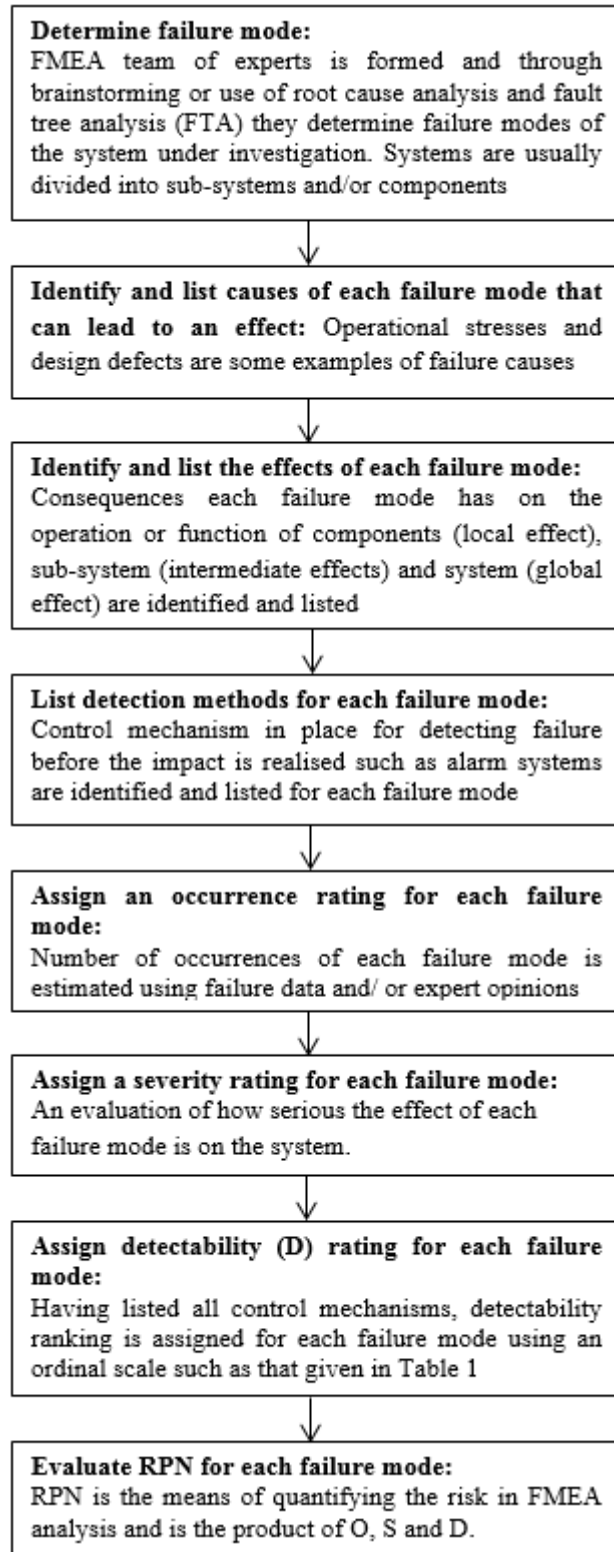 Determine failure mode:
FMEA team of experts is formed and through
brainstorming or use of root cause analysis and fault
tree analysis (FTA) they determine failure modes of
the system under investigation. Systems are usually
divided into sub-systems and/or components
Identify and list causes of each failure mode that
can lead to an effect: Operational stresses and
design defects are some examples of failure causes
Identify and list the effects of each failure mode:
Consequences each failure mode has on the
operation or function of components (local effect),
sub-system (intermediate effects) and system (global
effect) are identified and listed
List detection methods for each failure mode:
Control mechanism in place for detecting failure
before the impact is realised such as alarm systems
are identified and listed for each failure mode
Assign an occurrence rating for each failure
mode:
Number of occurrences of each failure mode is
estimated using failure data and/ or expert opinions
Assign a severity rating for each failure mode:
An evaluation of how serious the effect of each
failure mode is on the system.
Assign detectability (D) rating for each failure
mode:
Having listed all control mechanisms, detectability
ranking is assigned for each failure mode using an
ordinal scale such as that given in Table 1
Evaluate RPN for each failure mode:
RPN is the means of quantifying the risk in FMEA
analysis and is the product of O, S and D.